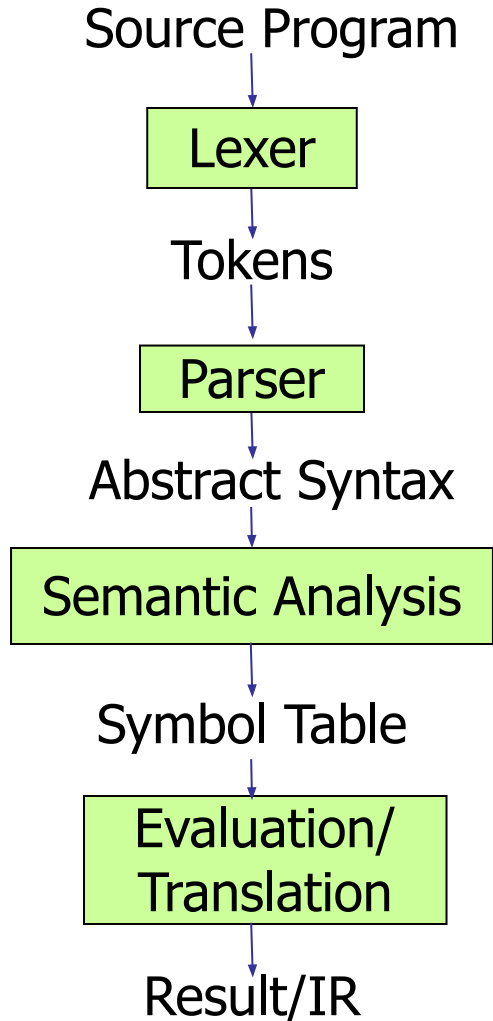 Source Program
Lexer
Tokens
Parser
Abstract Syntax
Semantic Analysis
Symbol Table
Evaluation/
Translation
Result/IR